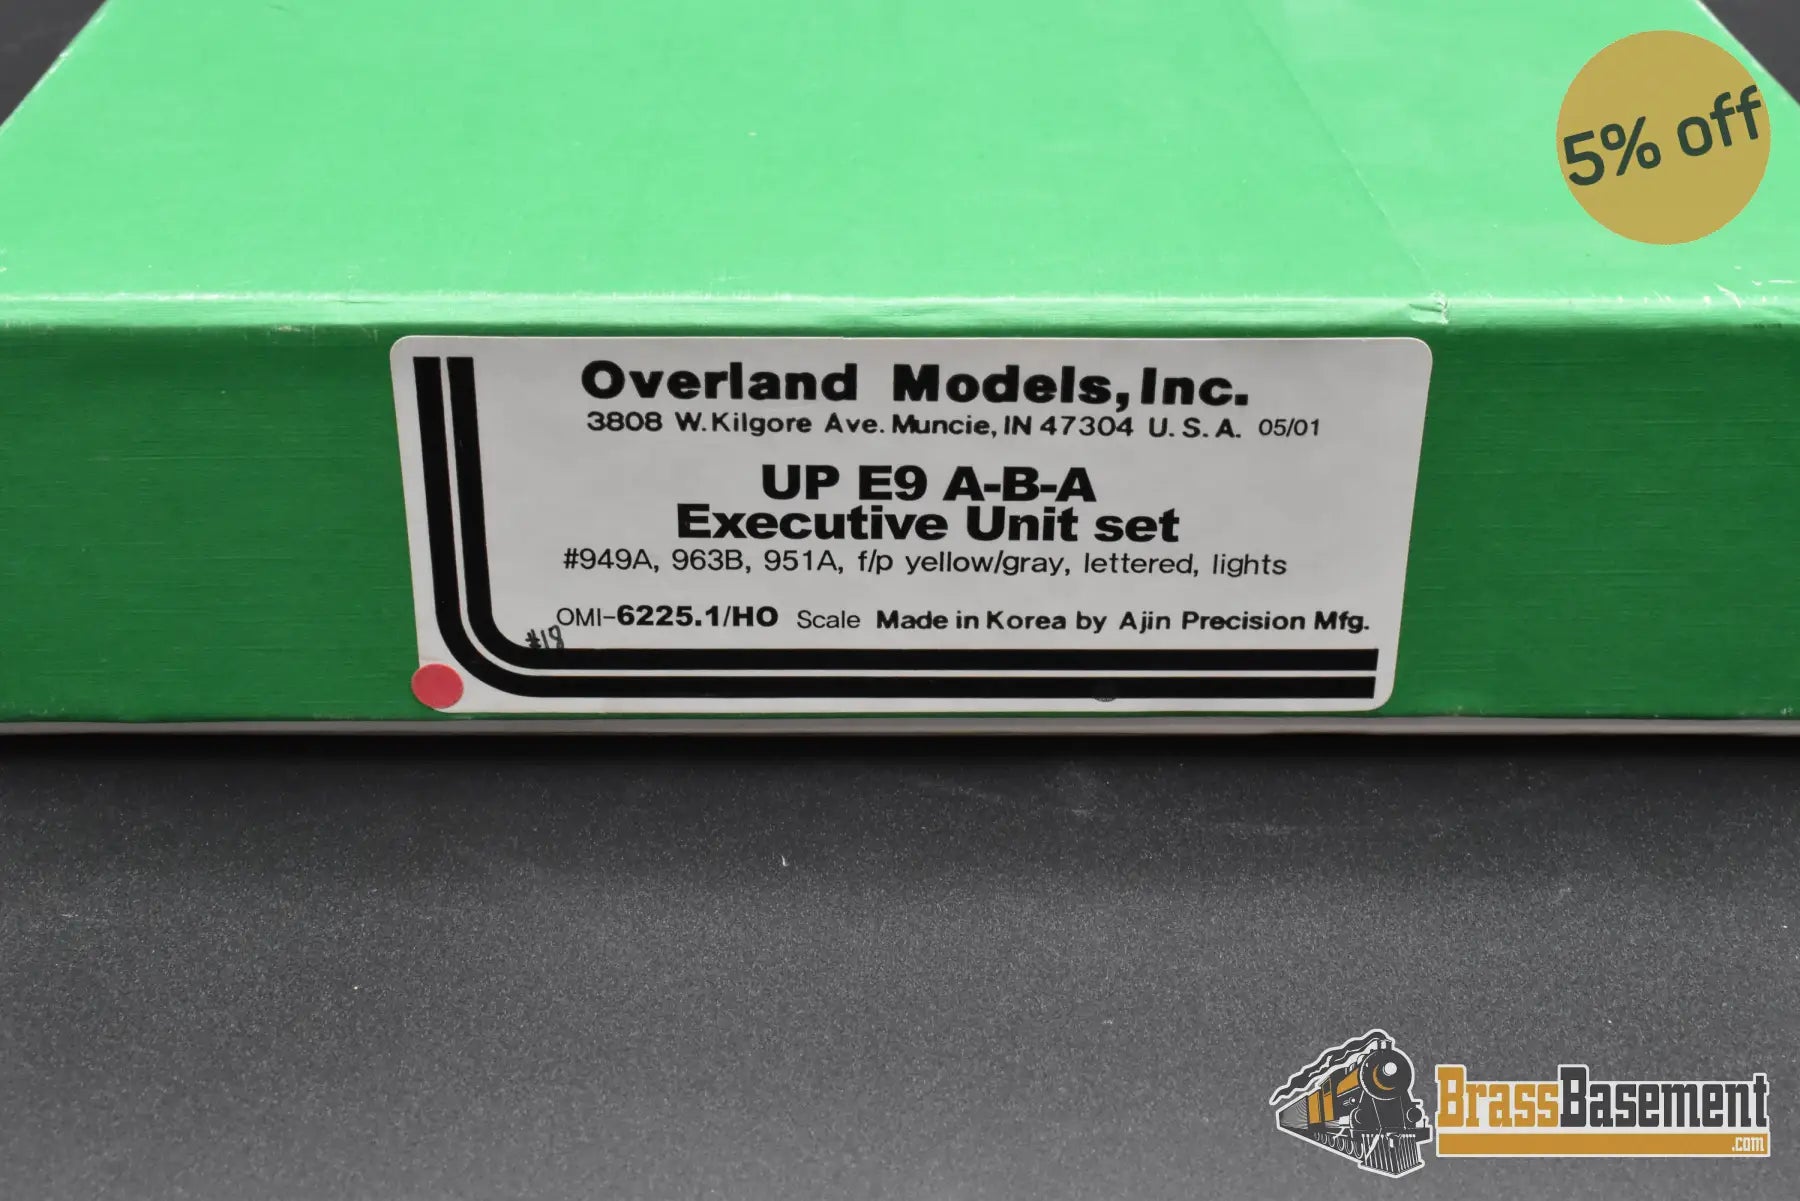 5% off
Overland Models, Inc.
3808 W. Kilgore Ave. Muncie, IN 47304 U. S. A. 05/01
UP E9 A-B-A
Executive Unit set
#949A, 963B, 951A, f/p yellow/gray, lettered, lights
OMI-6225.1/HO Scale Made in Korea by Ajin Precision Mfg.
#18
BrassBasement
.com